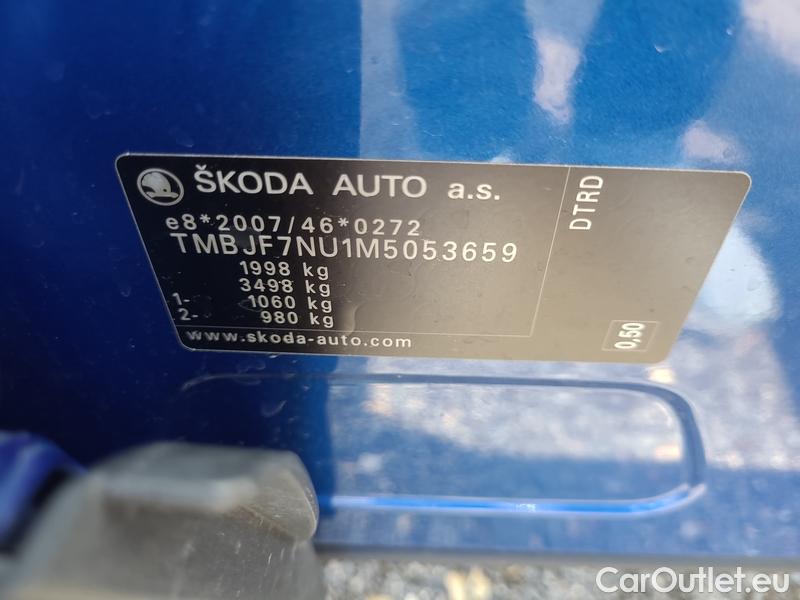 ŠKODA AUTO a.s.
e8*2007/46*0272
TMBJF7NU1M5053659
1998 kg
3498 kg
1- 1060 kg
2- 980 kg
www.skoda-auto.com
DTRD
0,50
CarOutlet.eu